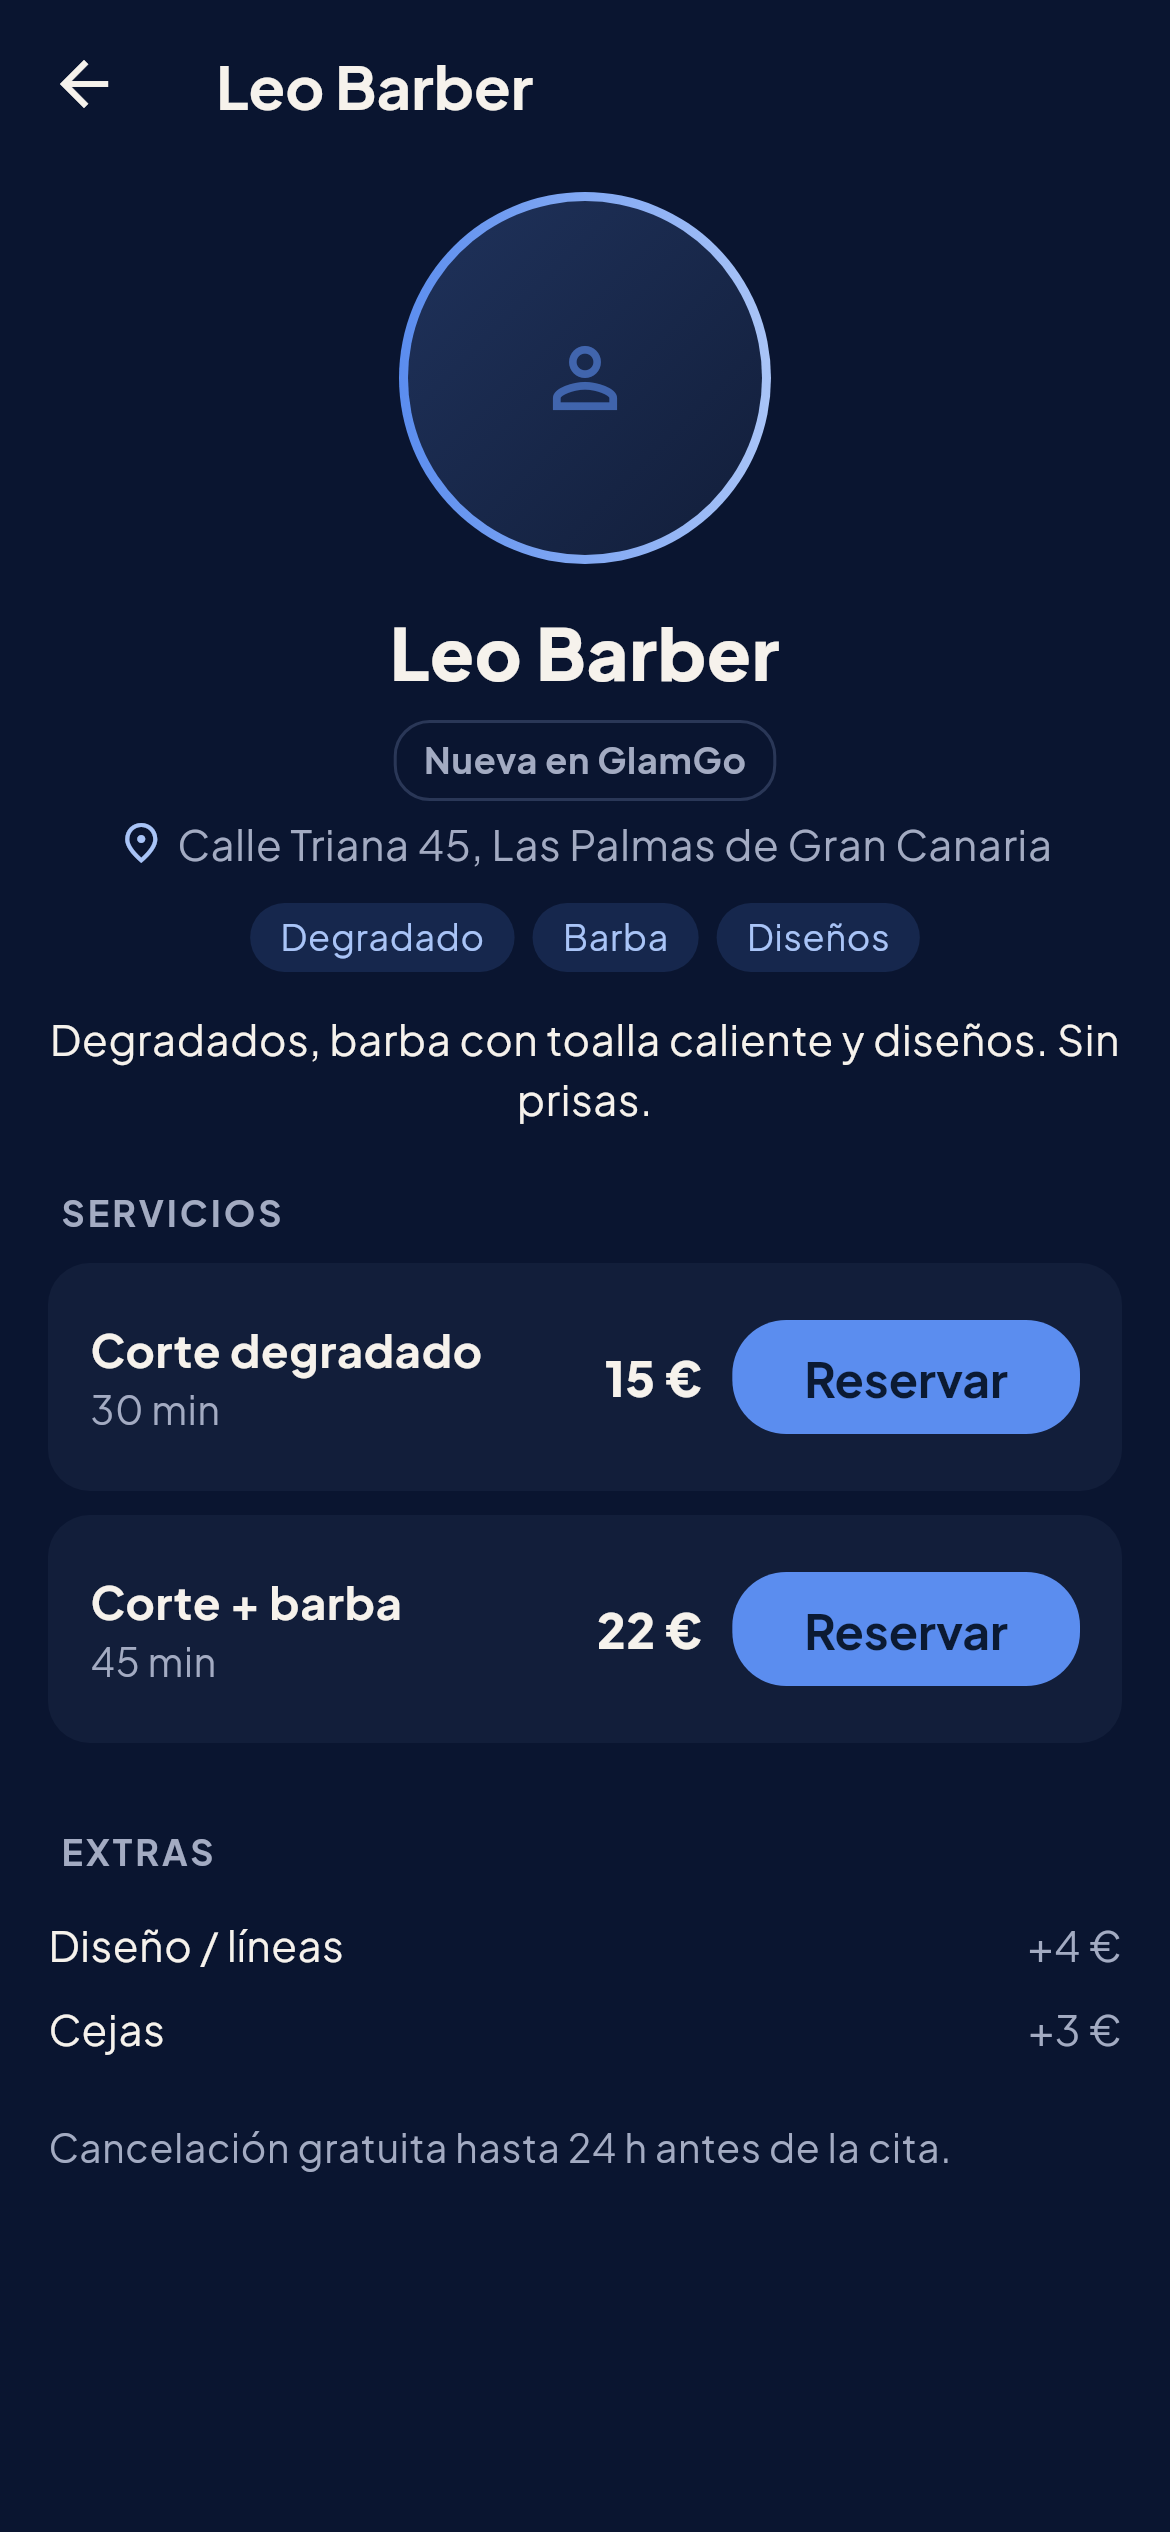 Leo Barber
Leo Barber
Nueva en GlamGo
Calle Triana 45, Las Palmas de Gran Canaria
Degradado Barba Diseños
Degradados, barba con toalla caliente y diseños. Sin
prisas.
SERVICIOS
Corte degradado
30 min
15 €
Reservar
Corte + barba
45 min
22 €
Reservar
EXTRAS
Diseño / líneas +4 €
Cejas +3 €
Cancelación gratuita hasta 24 h antes de la cita.